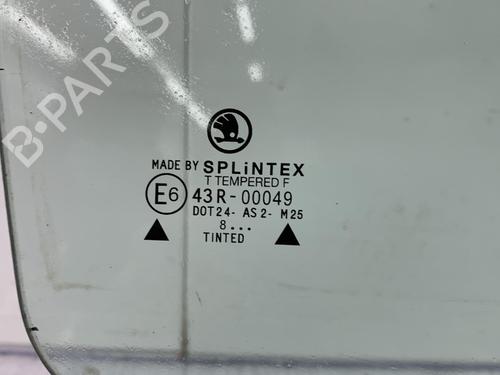 B-PARTS
MADE BY SPLiNTEX
T TEMPERED F
E6 43R-00049
DOT24- AS2- M25
8...
TINTED